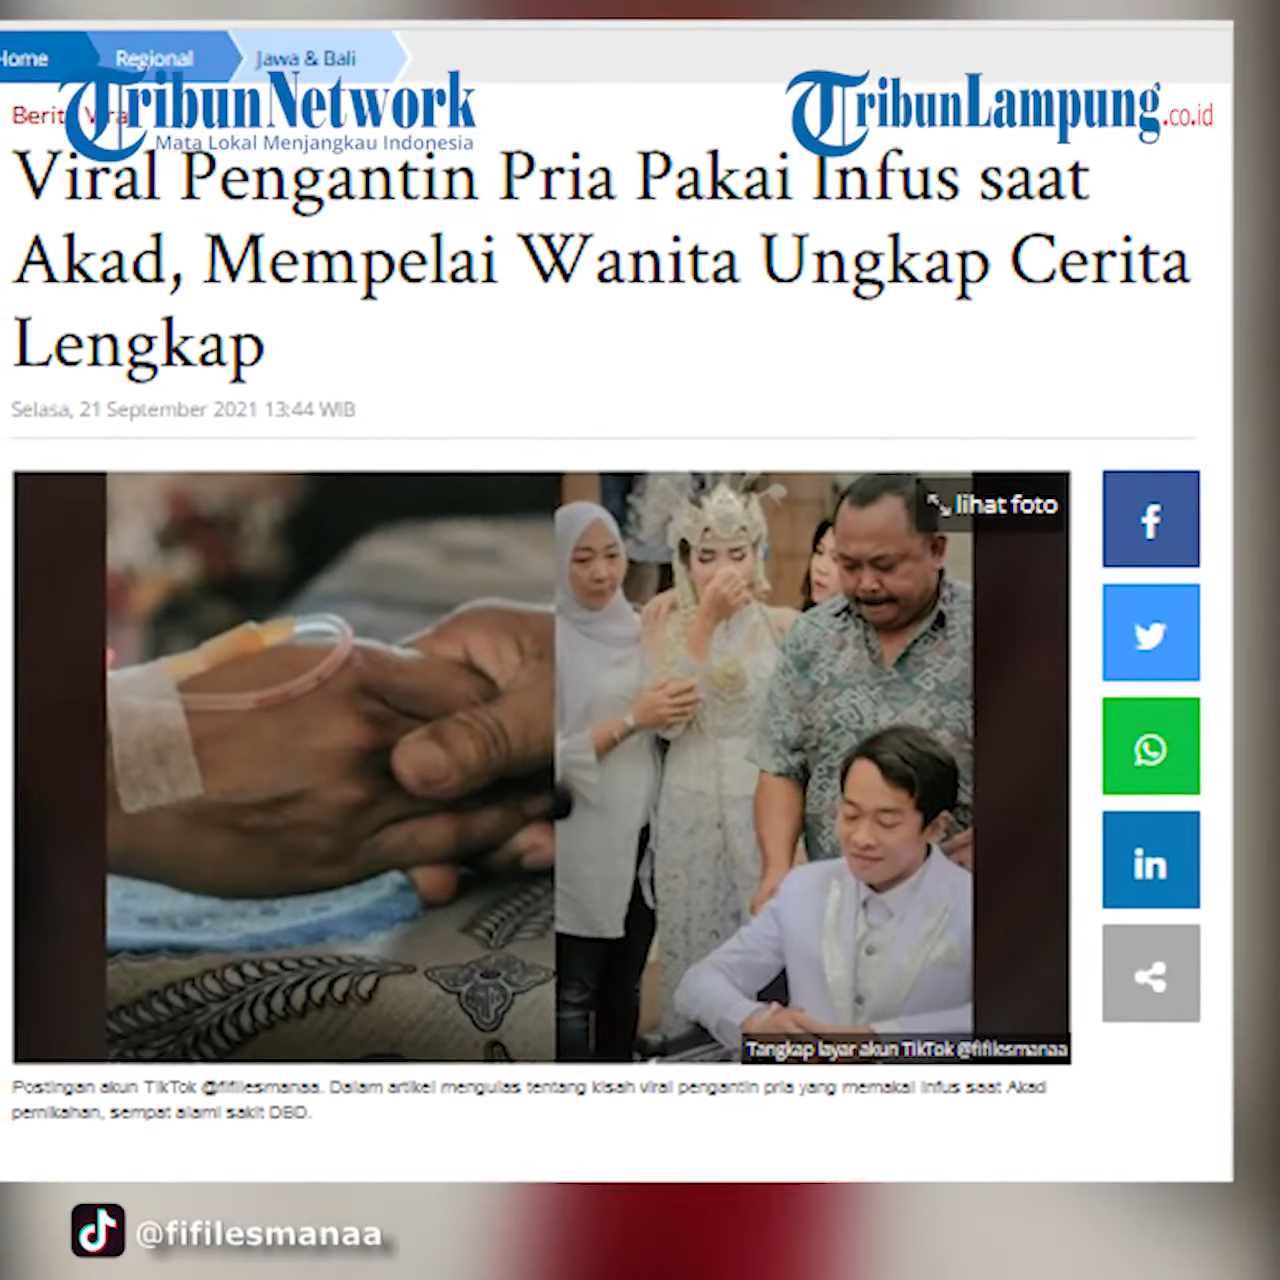 Home Regional Jawa & Bali
TribunNetwork
Mata Lokal Menjangkau Indonesia
TribunLampung.co.id
Berita Viral
Viral Pengantin Pria Pakai Infus saat
Akad, Mempelai Wanita Ungkap Cerita
Lengkap
Selasa, 21 September 2021 13:44 WIB
lihat foto
f
in
Tangkap layar akun TikTok @fifilesmanaa
Postingan akun TikTok @fifilesmanaa. Dalam artikel mengulas tentang kisah viral pengantin pria yang memakai infus saat Akad
pernikahan, sempat alami sakit DBD.
@fifilesmanaa